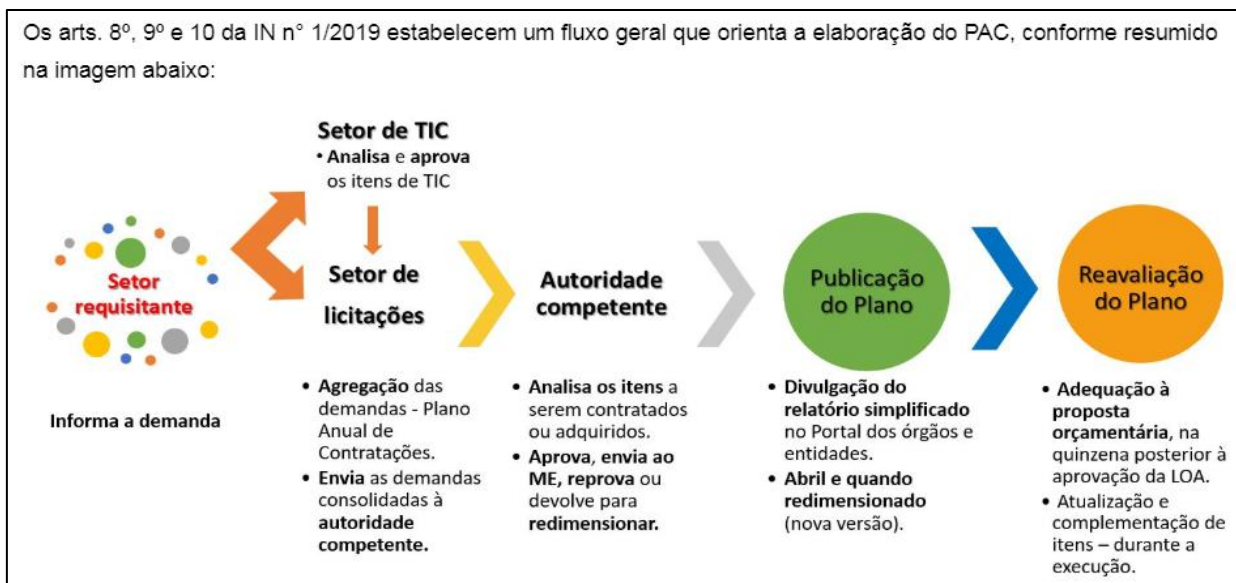 Os arts. 8º, 9º e 10 da IN n° 1/2019 estabelecem um fluxo geral que orienta a elaboração do PAC, conforme resumido
na imagem abaixo:
Setor de TIC
• Analisa e aprova
os itens de TIC
Setor
requisitante
Informa a demanda
Setor de
licitações
• Agregação das
demandas - Plano
Anual de
Contratações.
• Envia as demandas
consolidadas à
autoridade
competente.
Autoridade
competente
• Analisa os itens a
serem contratados
ou adquiridos.
• Aprova, envia ao
ME, reprova ou
devolve para
redimensionar.
Publicação
do Plano
• Divulgação do
relatório simplificado
no Portal dos órgãos e
entidades.
• Abril e quando
redimensionado
(nova versão).
Reavaliação
do Plano
• Adequação à
proposta
orçamentária, na
quinzena posterior à
aprovação da LOA.
• Atualização e
complementação de
itens – durante a
execução.